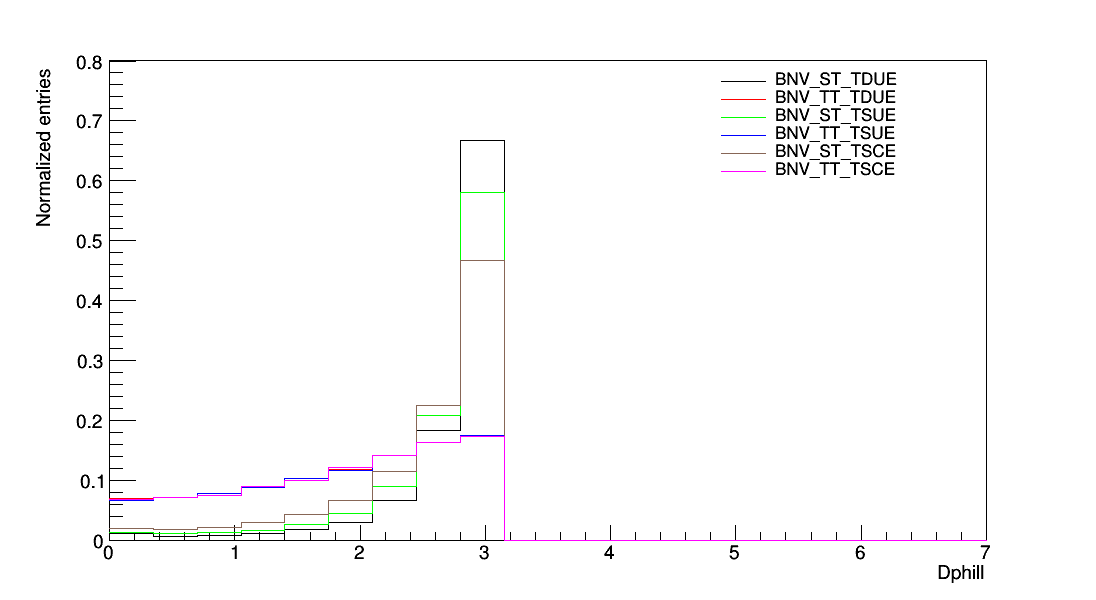 0.8
0.7
0.6
0.5
0.4
0.3
0.2
0.1
0
Normalized entries
BNV_ST_TDUE
BNV_TT_TDUE
BNV_ST_TSUE
BNV_TT_TSUE
BNV_ST_TSCE
BNV_TT_TSCE
0 1 2 3 4 5 6 7
Dphill